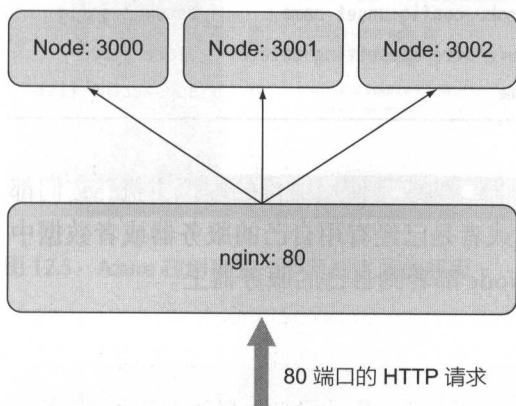 Node: 3000
Node: 3001
Node: 3002
nginx: 80
80 端口的 HTTP 请求